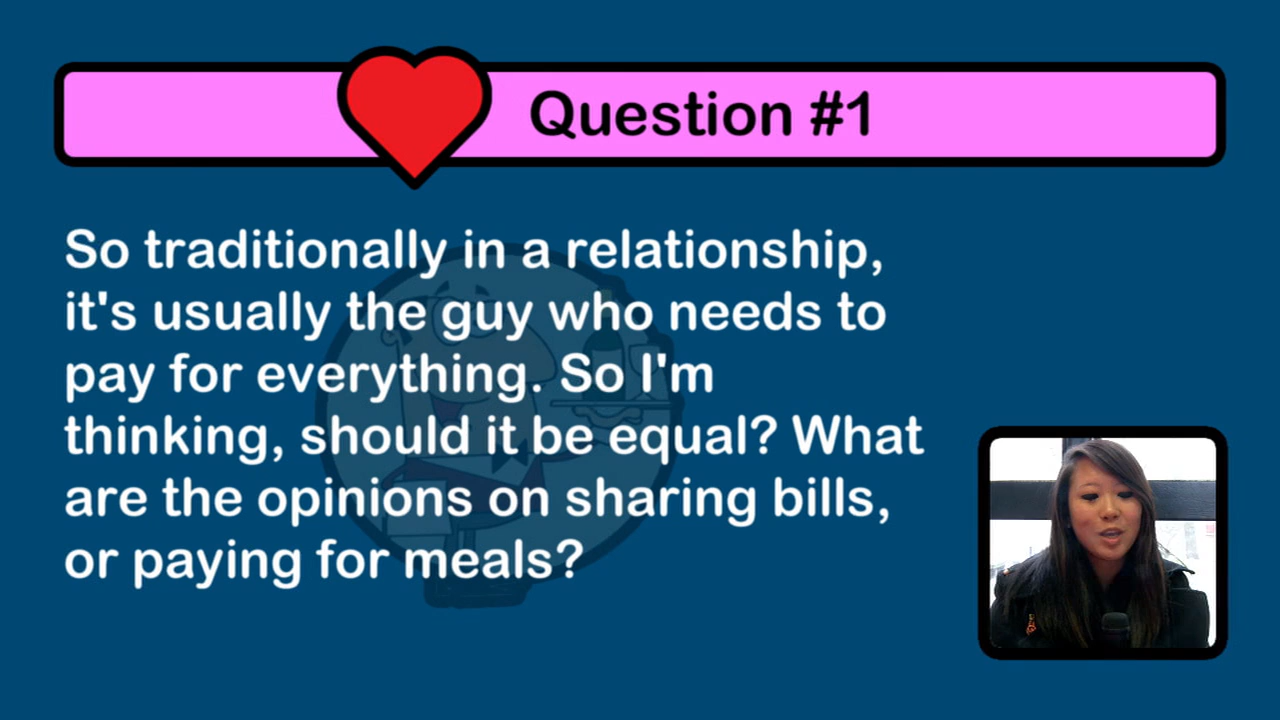 Question #1
So traditionally in a relationship,
it's usually the guy who needs to
pay for everything. So I'm
thinking, should it be equal? What
are the opinions on sharing bills,
or paying for meals?